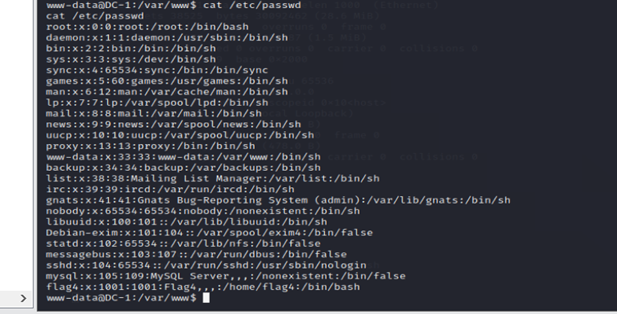 www-data@DC-1:/var/www$ cat /etc/passwd
cat /etc/passwd
root:x:0:0:root:/root:/bin/bash
daemon:x:1:1:daemon:/usr/sbin:/bin/sh
bin:x:2:2:bin:/bin:/bin/sh
sys:x:3:3:sys:/dev:/bin/sh
sync:x:4:65534:sync:/bin:/bin/sync
games:x:5:60:games:/usr/games:/bin/sh
man:x:6:12:man:/var/cache/man:/bin/sh
lp:x:7:7:lp:/var/spool/lpd:/bin/sh
mail:x:8:8:mail:/var/mail:/bin/sh
news:x:9:9:news:/var/spool/news:/bin/sh
uucp:x:10:10:uucp:/var/spool/uucp:/bin/sh
proxy:x:13:13:proxy:/bin:/bin/sh
www-data:x:33:33:www-data:/var/www:/bin/sh
backup:x:34:34:backup:/var/backups:/bin/sh
list:x:38:38:Mailing List Manager:/var/list:/bin/sh
irc:x:39:39:ircd:/var/run/ircd:/bin/sh
gnats:x:41:41:Gnats Bug-Reporting System (admin):/var/lib/gnats:/bin/sh
nobody:x:65534:65534:nobody:/nonexistent:/bin/sh
libuuid:x:100:101::/var/lib/libuuid:/bin/sh
Debian-exim:x:101:104::/var/spool/exim4:/bin/false
statd:x:102:65534::/var/lib/nfs:/bin/false
messagebus:x:103:107::/var/run/dbus:/bin/false
sshd:x:104:65534::/var/run/sshd:/usr/sbin/nologin
mysql:x:105:109:MySQL Server,,,:/nonexistent:/bin/false
flag4:x:1001:1001:Flag4,,,:/home/flag4:/bin/bash
www-data@DC-1:/var/www$